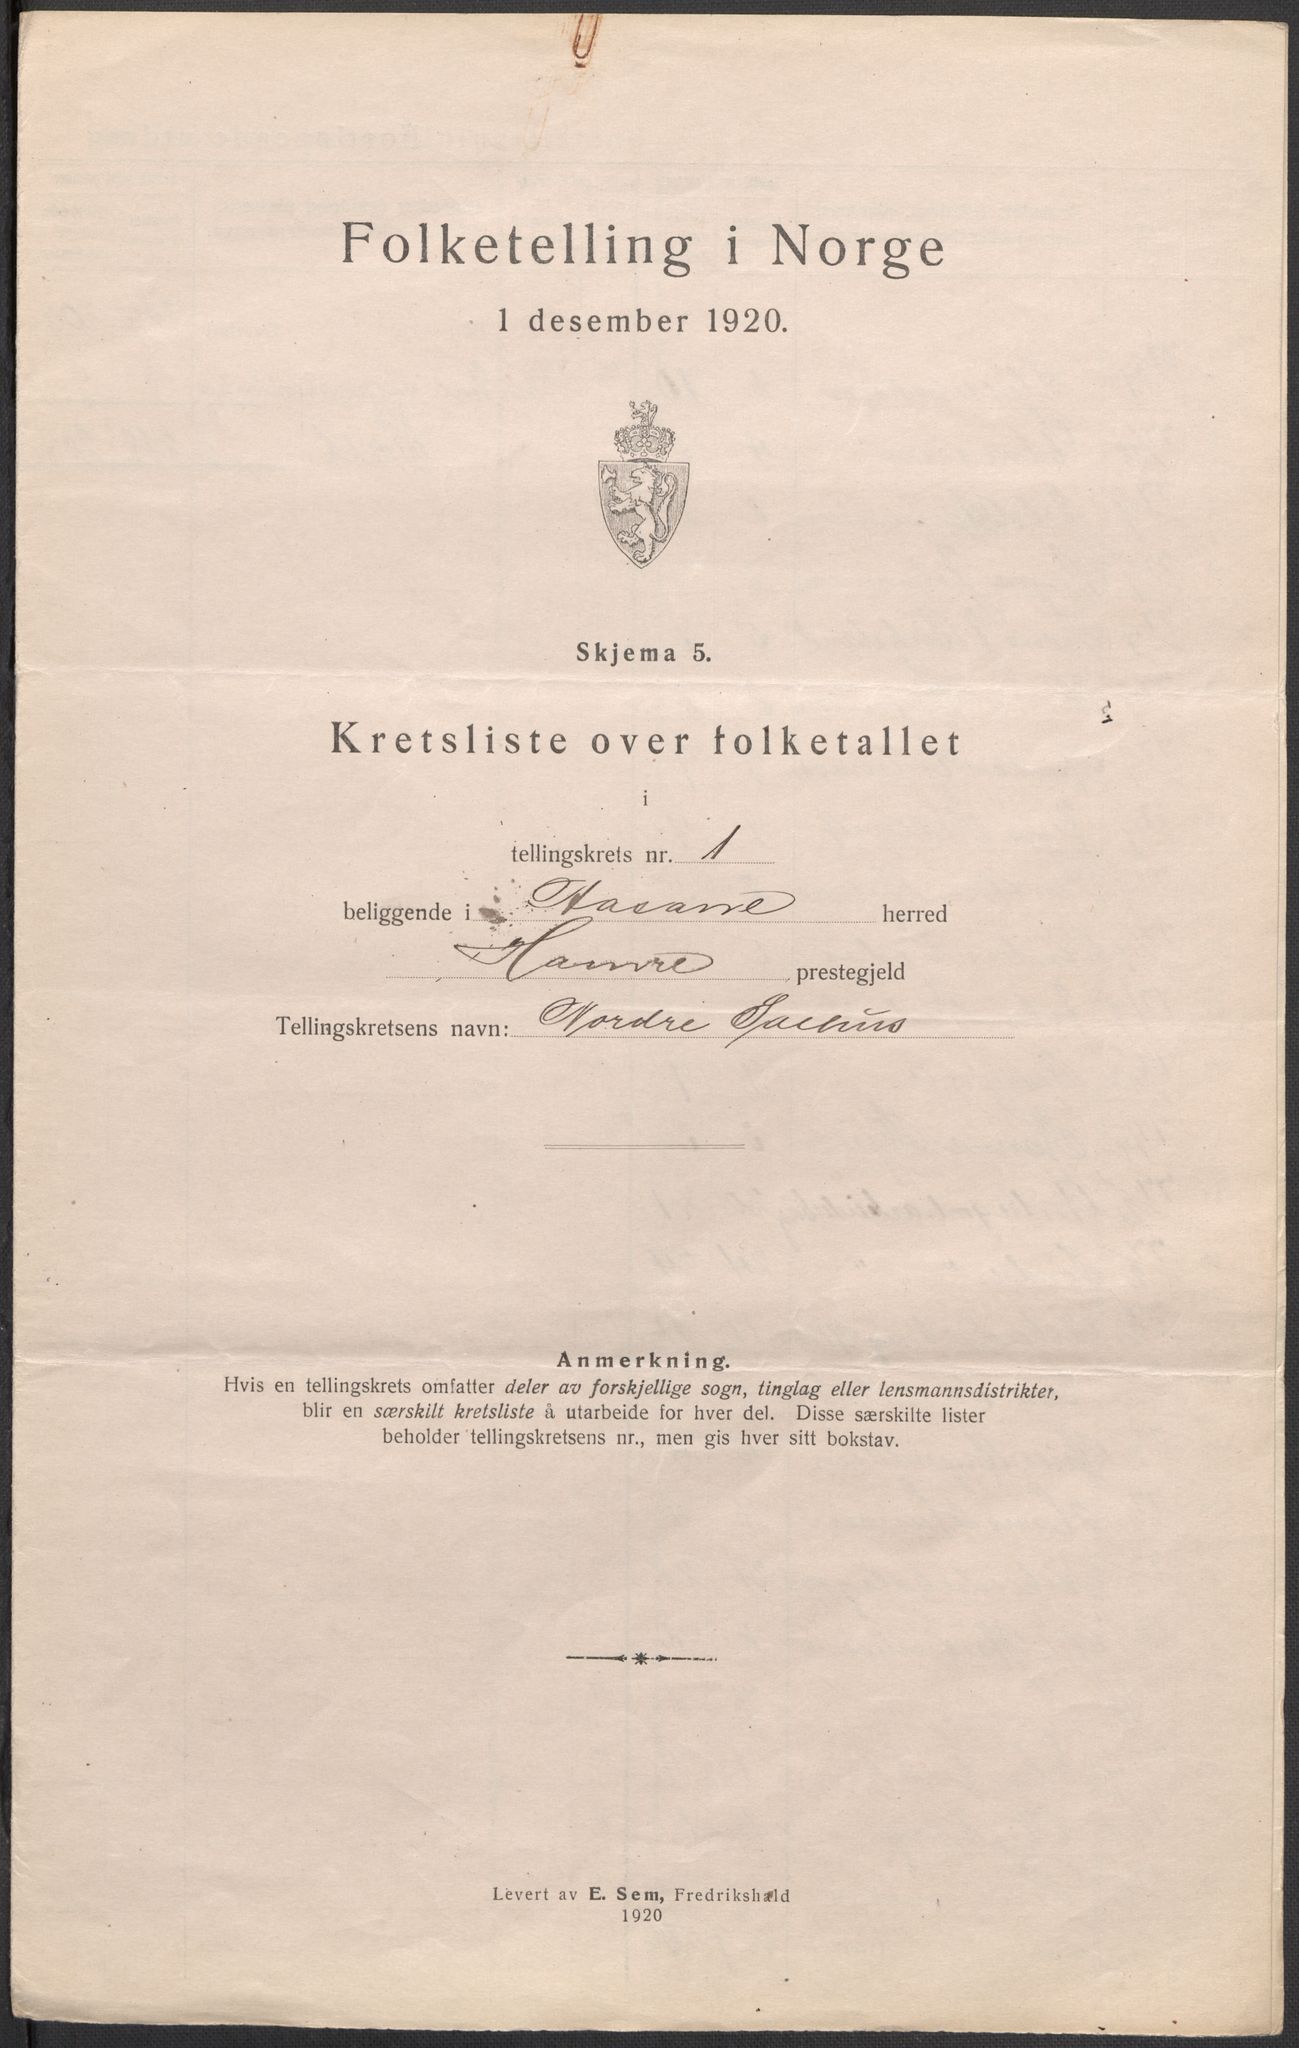 Folketelling i Norge
1 desember 1920.
Skjema 5.
Kretsliste over folketallet
i
tellingskrets nr. 1
beliggende i Aasane herred
Hamre prestegjeld
Tellingskretsens navn: Nordre Salhus
Anmerkning.
Hvis en tellingskrets omfatter deler av forskjellige sogn, tinglag eller lensmannsdistrikter,
blir en særskilt kretsliste å utarbeide for hver del. Disse særskilte lister
beholder tellingskretsens nr., men gis hver sitt bokstav.
Levert av E. Sem, Fredrikshald
1920